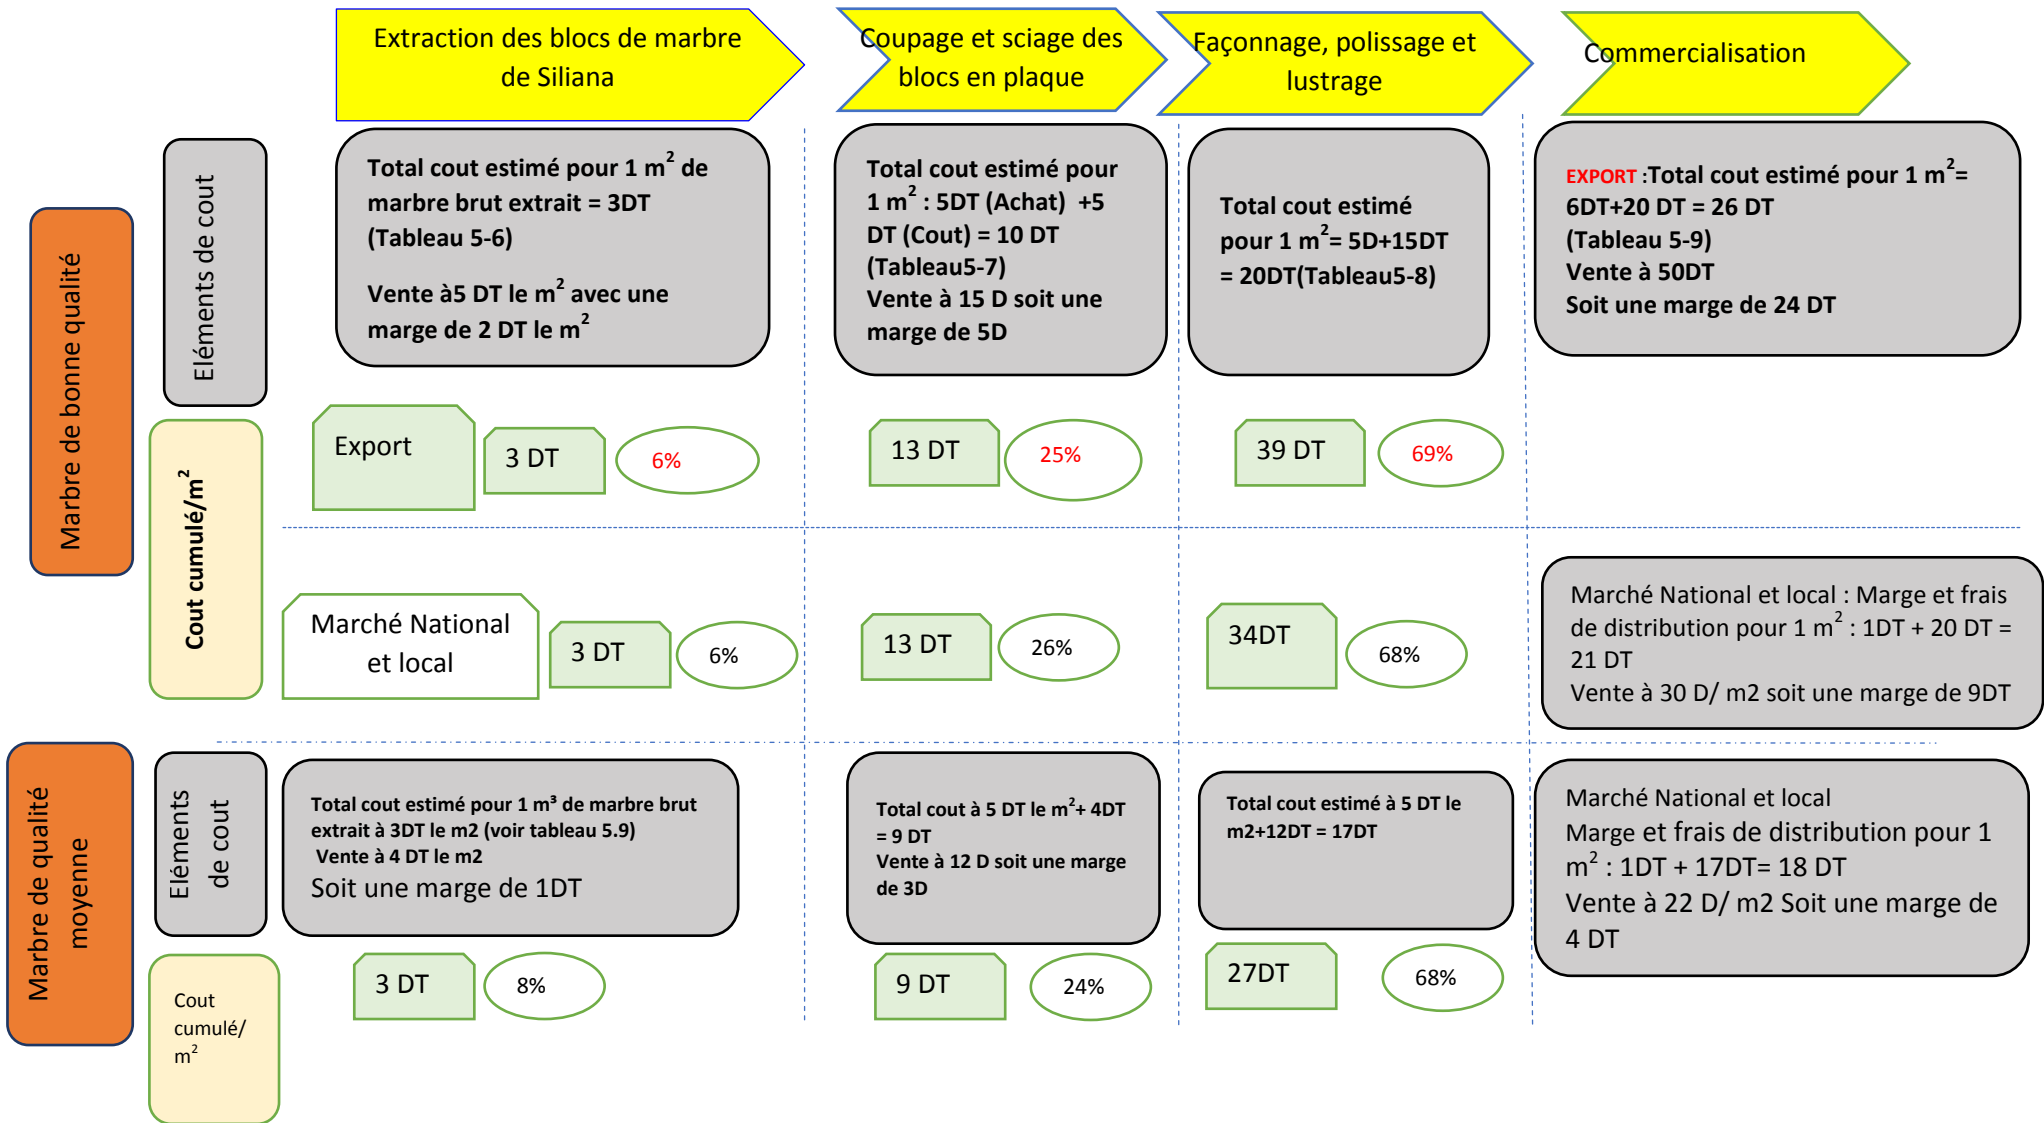 Extraction des blocs de marbre
de Siliana
Coupage et sciage des
blocs en plaque
Façonnage, polissage et
lustrage
Commercialisation
Marbre de bonne qualité
Eléments de cout
Total cout estimé pour 1 m² de
marbre brut extrait = 3DT
(Tableau 5-6)
Vente à5 DT le m² avec une
marge de 2 DT le m²
Total cout estimé pour
1 m² : 5DT (Achat) +5
DT (Cout) = 10 DT
(Tableau5-7)
Vente à 15 D soit une
marge de 5D
Total cout estimé
pour 1 m²= 5D+15DT
= 20DT(Tableau5-8)
EXPORT :Total cout estimé pour 1 m²=
6DT+20 DT = 26 DT
(Tableau 5-9)
Vente à 50DT
Soit une marge de 24 DT
Cout cumulé/m²
Export
3 DT
6%
13 DT
25%
39 DT
69%
Marché National
et local
3 DT
6%
13 DT
26%
34DT
68%
Marché National et local : Marge et frais
de distribution pour 1 m² : 1DT + 20 DT =
21 DT
Vente à 30 D/ m2 soit une marge de 9DT
Marbre de qualité
moyenne
Eléments
de cout
Total cout estimé pour 1 m³ de marbre brut
extrait à 3DT le m2 (voir tableau 5.9)
Vente à 4 DT le m2
Soit une marge de 1DT
Total cout à 5 DT le m²+ 4DT
= 9 DT
Vente à 12 D soit une marge
de 3D
Total cout estimé à 5 DT le
m2+12DT = 17DT
Marché National et local
Marge et frais de distribution pour 1
m² : 1DT + 17DT= 18 DT
Vente à 22 D/ m2 Soit une marge de
4 DT
Cout
cumulé/
m²
3 DT
8%
9 DT
24%
27DT
68%